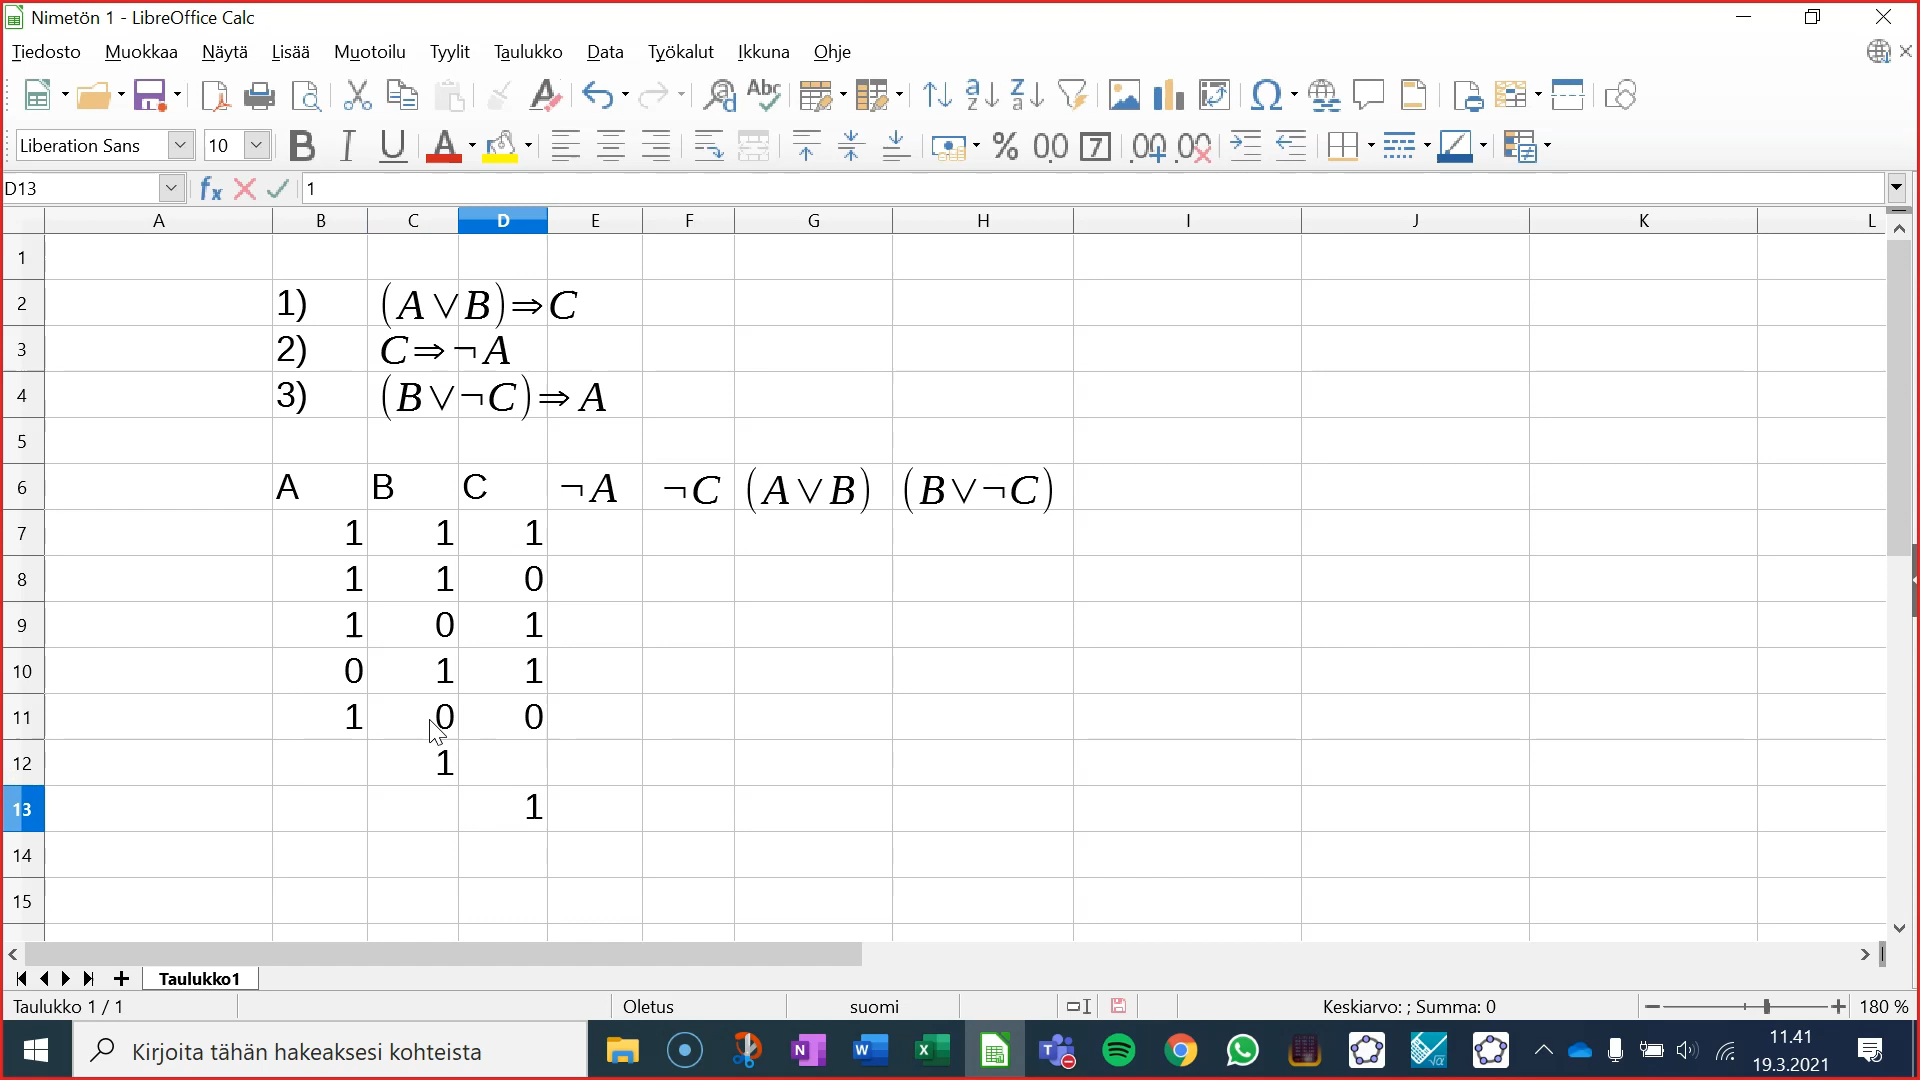 Nimetön 1 - LibreOffice Calc
Tiedosto Muokkaa Näytä Lisää Muotoilu Tyylit Taulukko Data Työkalut Ikkuna Ohje
Liberation Sans 10
D13 1
A B C D E F G H I J K L
1
2 1) (A∨B)⇒C
3 2) C⇒¬A
4 3) (B∨¬C)⇒A
5
6 A B C ¬A ¬C (A∨B) (B∨¬C)
7 1 1 1
8 1 1 0
9 1 0 1
10 0 1 1
11 1 0 0
12 1
13 1
14
15
Taulukko1
Taulukko 1 / 1 Oletus suomi Keskiarvo: ; Summa: 0 180 %
Kirjoita tähän hakeaksesi kohteista 11.41
19.3.2021